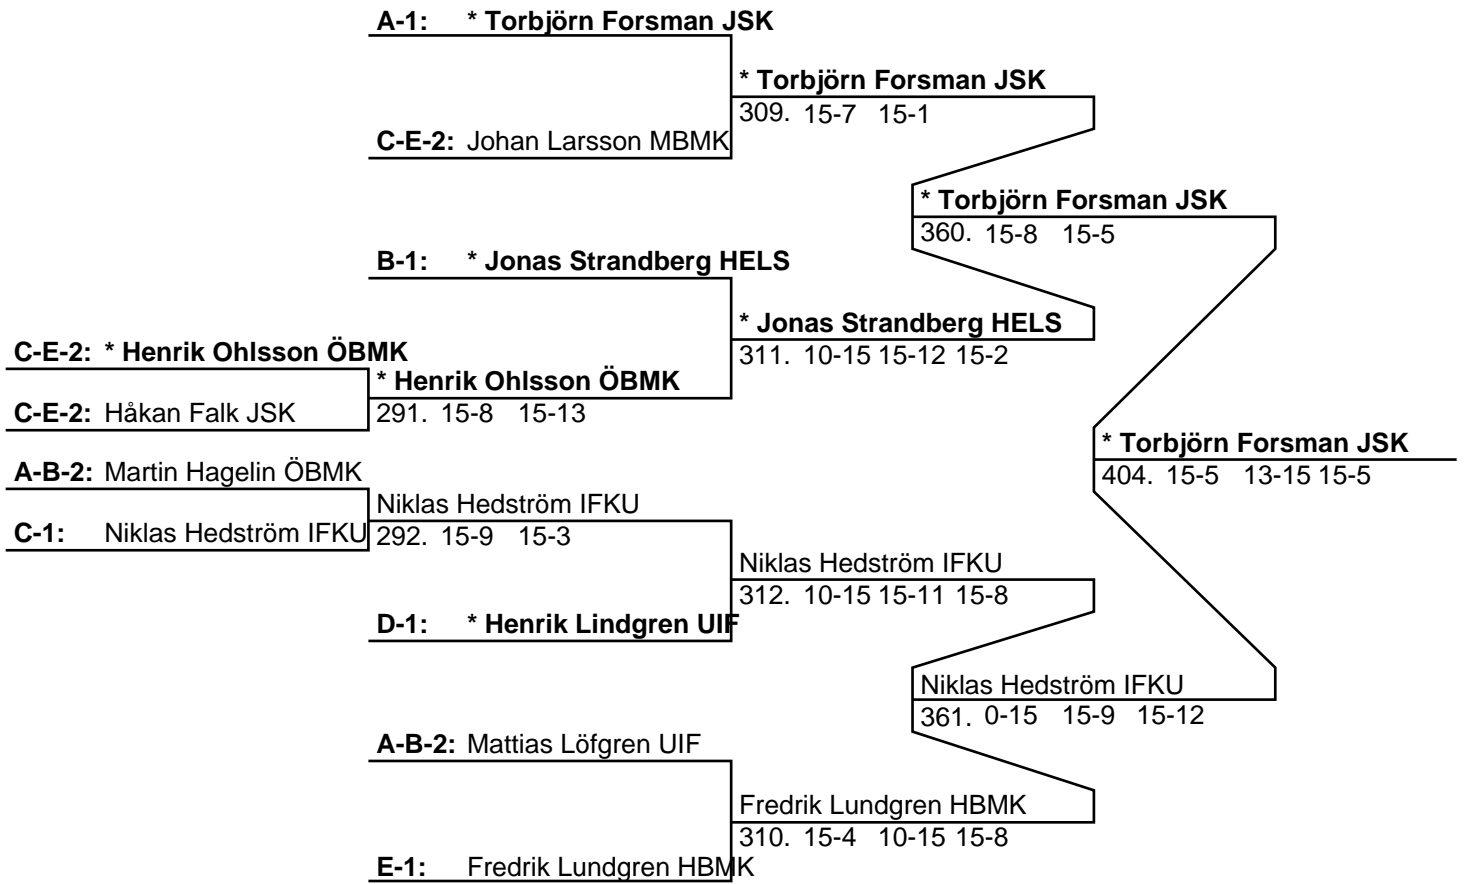 A-1: * Torbjörn Forsman JSK
* Torbjörn Forsman JSK
309. 15-7 15-1
C-E-2: Johan Larsson MBMK
* Torbjörn Forsman JSK
360. 15-8 15-5
B-1: * Jonas Strandberg HELS
* Jonas Strandberg HELS
311. 10-15 15-12 15-2
C-E-2: * Henrik Ohlsson ÖBMK
* Henrik Ohlsson ÖBMK
291. 15-8 15-13
C-E-2: Håkan Falk JSK
* Torbjörn Forsman JSK
404. 15-5 13-15 15-5
A-B-2: Martin Hagelin ÖBMK
Niklas Hedström IFKU
292. 15-9 15-3
C-1: Niklas Hedström IFKU
Niklas Hedström IFKU
312. 10-15 15-11 15-8
D-1: * Henrik Lindgren UIF
Niklas Hedström IFKU
361. 0-15 15-9 15-12
A-B-2: Mattias Löfgren UIF
Fredrik Lundgren HBMK
310. 15-4 10-15 15-8
E-1: Fredrik Lundgren HBMK